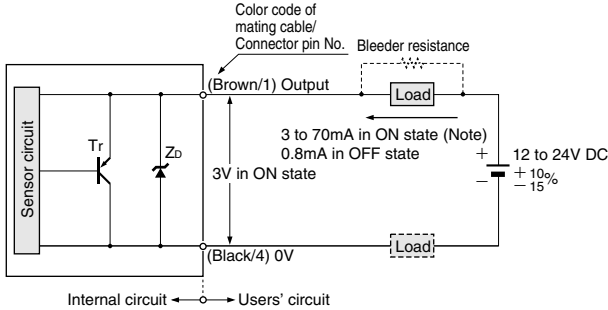 Color code of
mating cable/
Connector pin No.
Bleeder resistance
(Brown/1) Output
Load
Sensor circuit
Tr
ZD
3V in ON state
3 to 70mA in ON state (Note)
0.8mA in OFF state
+
−
12 to 24V DC
+ 10%
− 15
(Black/4) 0V
Load
Internal circuit
Users' circuit